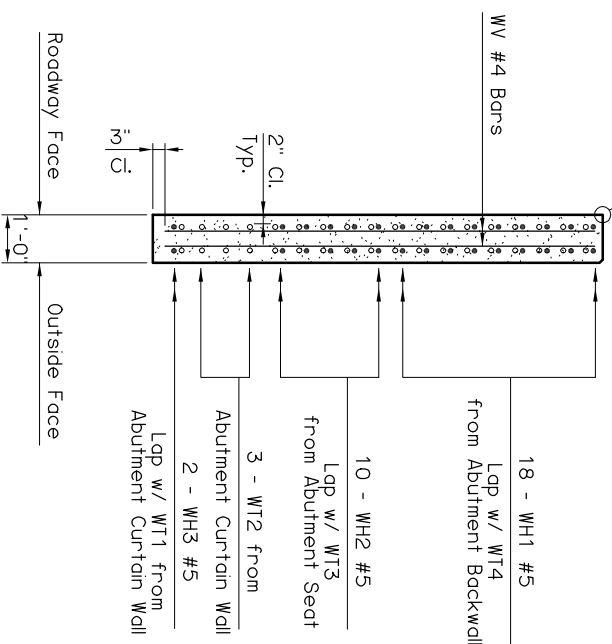 WV #4 Bars
2" Cl.
Typ.
3"
Cl.
Roadway Face
1'-0"
Outside Face
18 - WH1 #5
Lap w/ WT4
from Abutment Backwall
10 - WH2 #5
Lap w/ WT3
from Abutment Seat
3 - WT2 from
Abutment Curtain Wall
2 - WH3 #5
Lap w/ WT1 from
Abutment Curtain Wall